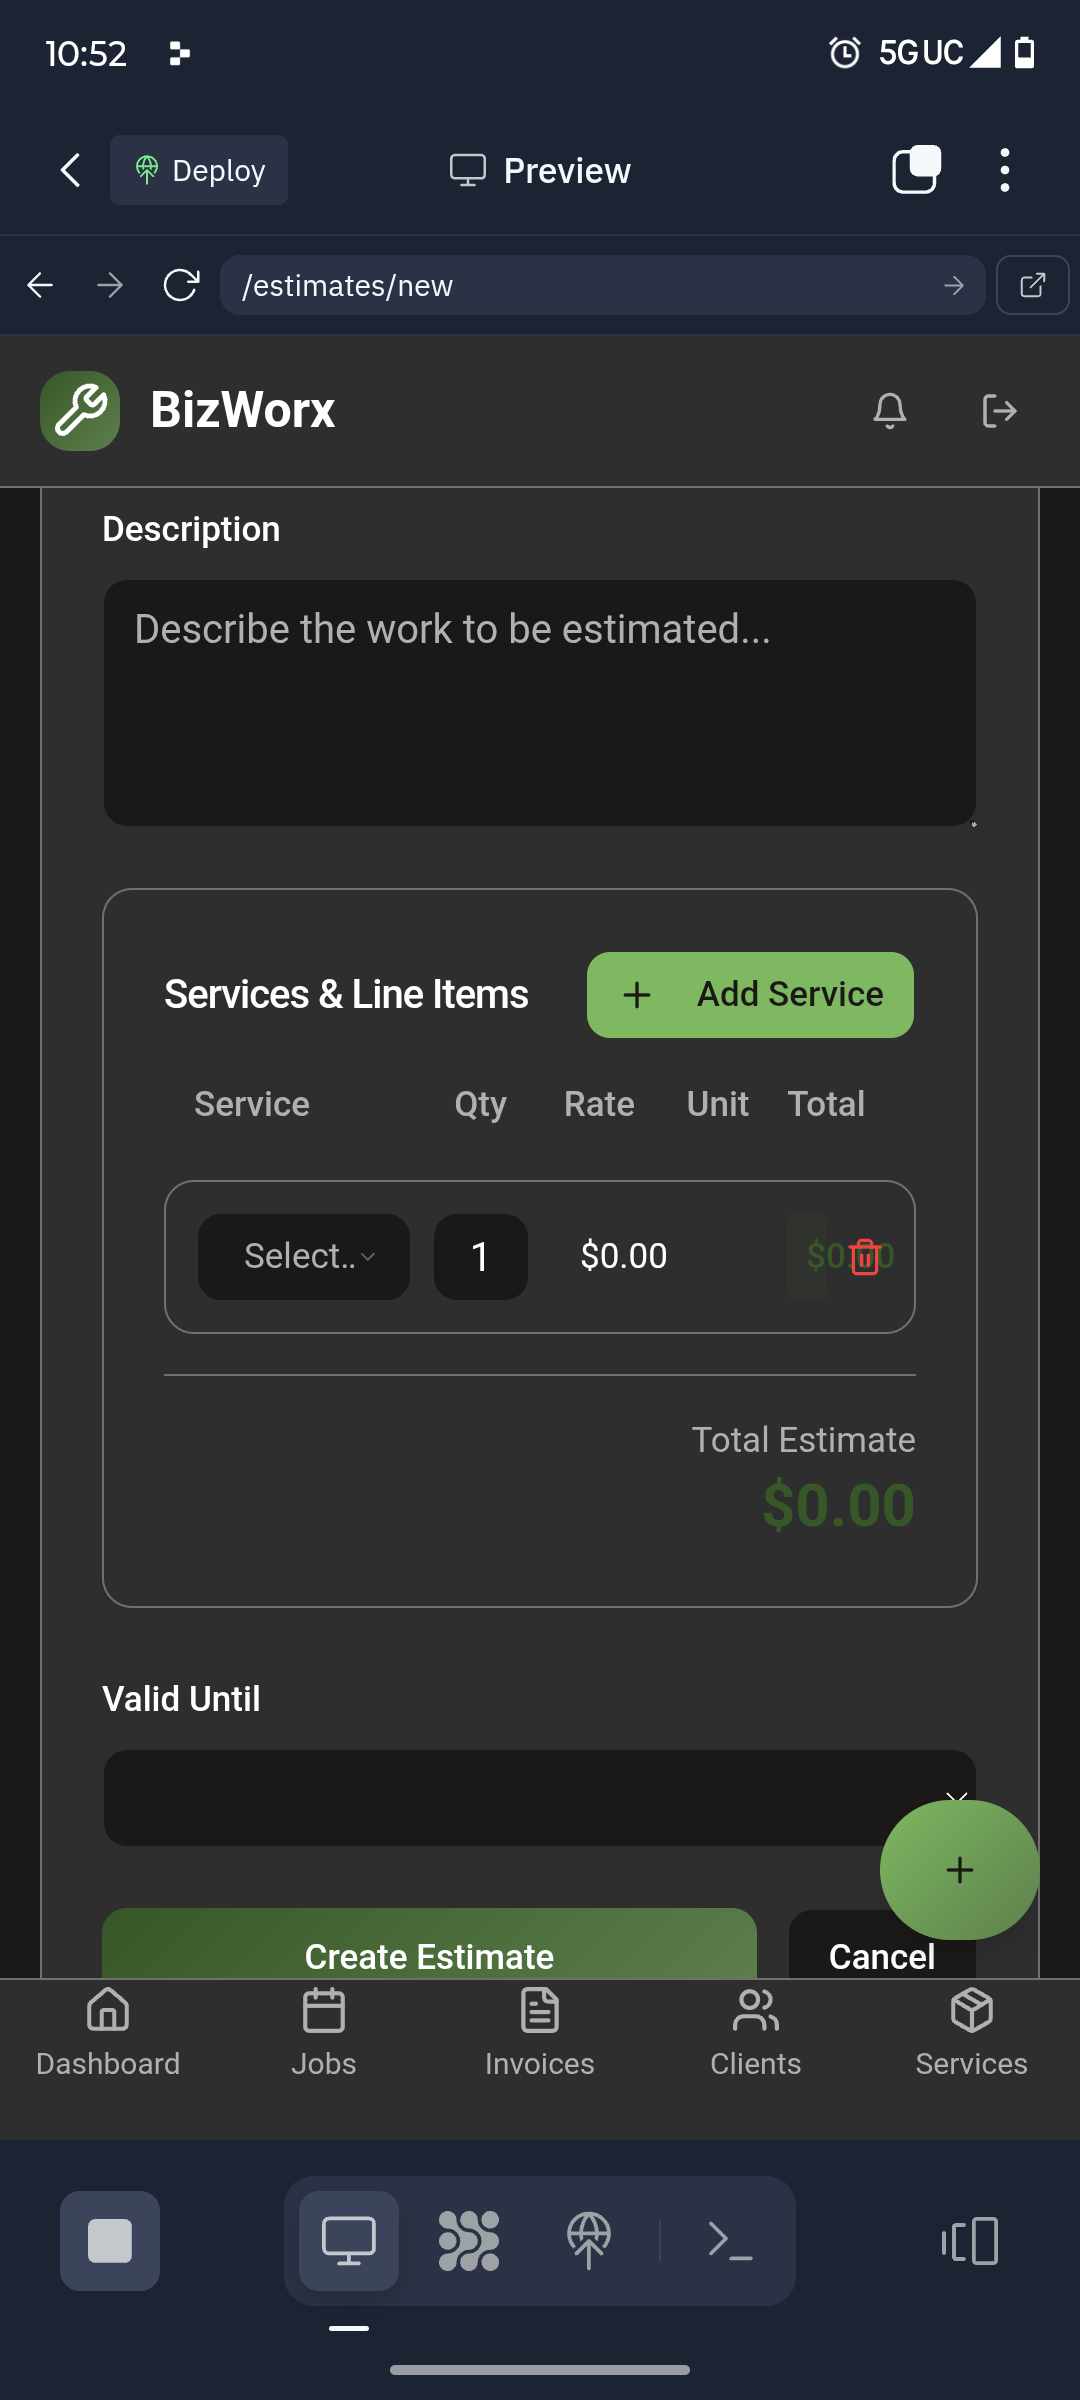 10:52
5G UC
Deploy
Preview
/estimates/new
BizWorx
Description
Describe the work to be estimated...
Services & Line Items
Add Service
Service Qty Rate Unit Total
Select.. 1 $0.00 $0.00
Total Estimate
$0.00
Valid Until
Create Estimate
Cancel
Dashboard Jobs Invoices Clients Services